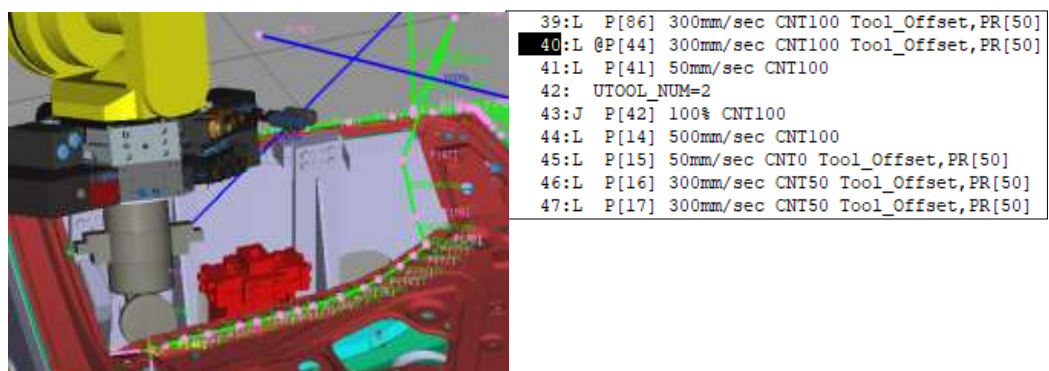 39:L P[86] 300mm/sec CNT100 Tool_Offset,PR[50]
40:L @P[44] 300mm/sec CNT100 Tool_Offset,PR[50]
41:L P[41] 50mm/sec CNT100
42: UTOOL_NUM=2
43:J P[42] 100% CNT100
44:L P[14] 500mm/sec CNT100
45:L P[15] 50mm/sec CNT0 Tool_Offset,PR[50]
46:L P[16] 300mm/sec CNT50 Tool_Offset,PR[50]
47:L P[17] 300mm/sec CNT50 Tool_Offset,PR[50]